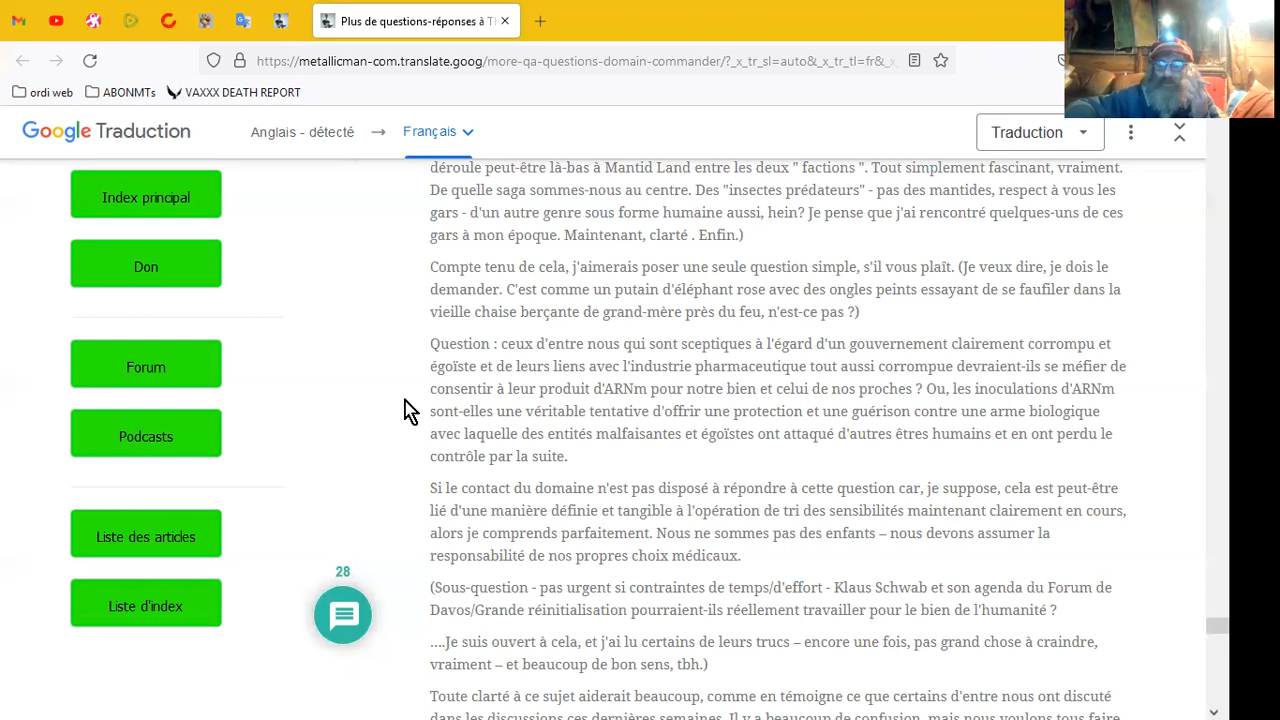 Plus de questions-réponses à Th
https://metallicman-com.translate.goog/more-qa-questions-domain-commander/?_x_tr_sl=auto&_x_tr_tl=fr&_x_
ordi web
ABONMTs
VAXXX DEATH REPORT
Google Traduction
Anglais - détecté
Français
Traduction
Index principal
Don
Forum
Podcasts
Liste des articles
Liste d'index
28
déroule peut-être là-bas à Mantid Land entre les deux " factions ". Tout simplement fascinant, vraiment.
De quelle saga sommes-nous au centre. Des "insectes prédateurs" - pas des mantides, respect à vous les
gars - d'un autre genre sous forme humaine aussi, hein? Je pense que j'ai rencontré quelques-uns de ces
gars à mon époque. Maintenant, clarté . Enfin.)
Compte tenu de cela, j'aimerais poser une seule question simple, s'il vous plaît. (Je veux dire, je dois le
demander. C'est comme un putain d'éléphant rose avec des ongles peints essayant de se faufiler dans la
vieille chaise berçante de grand-mère près du feu, n'est-ce pas ?)
Question : ceux d'entre nous qui sont sceptiques à l'égard d'un gouvernement clairement corrompu et
égoïste et de leurs liens avec l'industrie pharmaceutique tout aussi corrompue devraient-ils se méfier de
consentir à leur produit d'ARNm pour notre bien et celui de nos proches ? Ou, les inoculations d'ARNm
sont-elles une véritable tentative d'offrir une protection et une guérison contre une arme biologique
avec laquelle des entités malfaisantes et égoïstes ont attaqué d'autres êtres humains et en ont perdu le
contrôle par la suite.
Si le contact du domaine n'est pas disposé à répondre à cette question car, je suppose, cela est peut-être
lié d'une manière définie et tangible à l'opération de tri des sensibilités maintenant clairement en cours,
alors je comprends parfaitement. Nous ne sommes pas des enfants – nous devons assumer la
responsabilité de nos propres choix médicaux.
(Sous-question - pas urgent si contraintes de temps/d'effort - Klaus Schwab et son agenda du Forum de
Davos/Grande réinitialisation pourraient-ils réellement travailler pour le bien de l'humanité ?
....Je suis ouvert à cela, et j'ai lu certains de leurs trucs – encore une fois, pas grand chose à craindre,
vraiment – et beaucoup de bon sens, tbh.)
Toute clarté à ce sujet aiderait beaucoup, comme en témoigne ce que certains d'entre nous ont discuté
dans les discussions ces dernières semaines. Il y a beaucoup de confusion, mais nous voulons tous faire